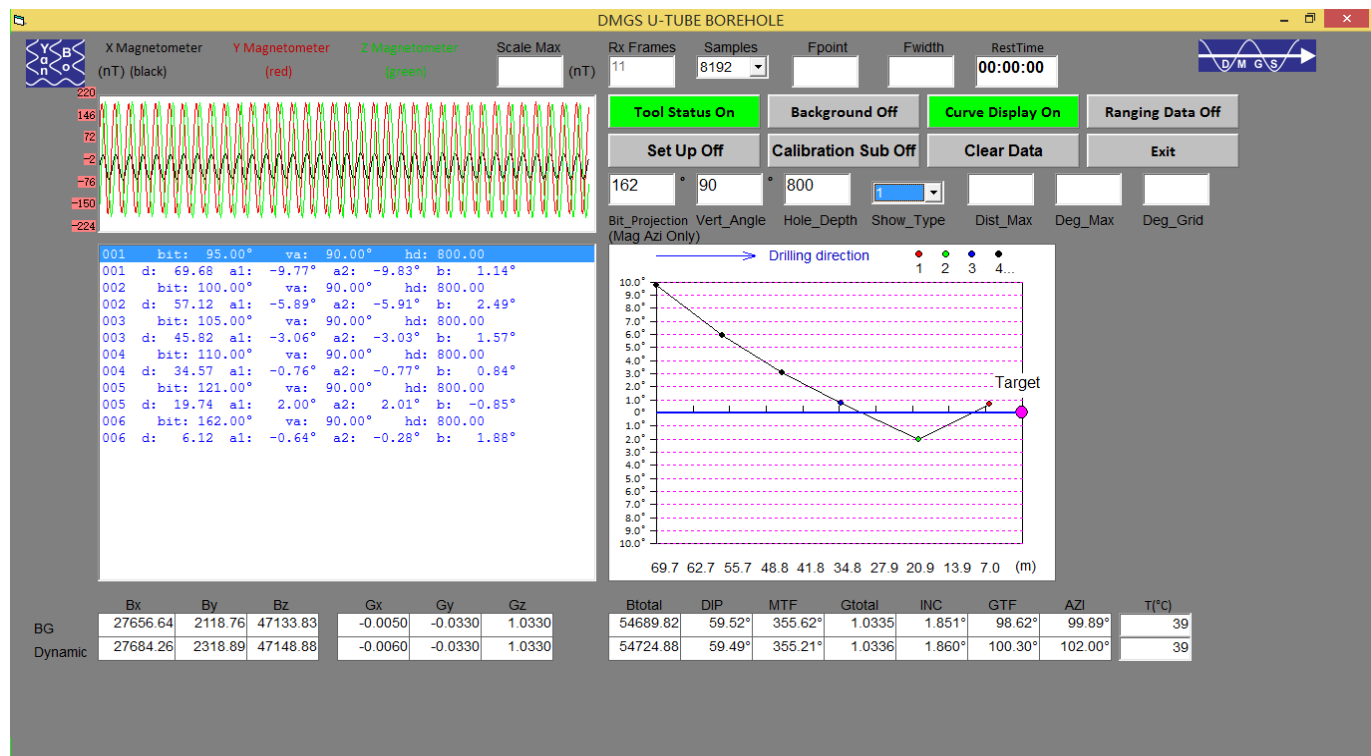 DMGS U-TUBE BOREHOLE
Y B a o n S
X Magnetometer Y Magnetometer Z Magnetometer Scale Max
(nT) (black) (red) (green) (nT)
Rx Frames Samples Fpoint Fwidth RestTime
11 8192 00:00:00
D M G S
220
146
72
-2
-76
-150
-224
Tool Status On Background Off Curve Display On Ranging Data Off
Set Up Off Calibration Sub Off Clear Data Exit
162 ° 90 ° 800 1
Bit_Projection Vert_Angle Hole_Depth Show_Type Dist_Max Deg_Max Deg_Grid
(Mag Azi Only)
001 bit: 95.00° va: 90.00° hd: 800.00
001 d: 69.68 a1: -9.77° a2: -9.83° b: 1.14°
002 bit: 100.00° va: 90.00° hd: 800.00
002 d: 57.12 a1: -5.89° a2: -5.91° b: 2.49°
003 bit: 105.00° va: 90.00° hd: 800.00
003 d: 45.82 a1: -3.06° a2: -3.03° b: 1.57°
004 bit: 110.00° va: 90.00° hd: 800.00
004 d: 34.57 a1: -0.76° a2: -0.77° b: 0.84°
005 bit: 121.00° va: 90.00° hd: 800.00
005 d: 19.74 a1: 2.00° a2: 2.01° b: -0.85°
006 bit: 162.00° va: 90.00° hd: 800.00
006 d: 6.12 a1: -0.64° a2: -0.28° b: 1.88°
Drilling direction
1 2 3 4...
10.0°
9.0°
8.0°
7.0°
6.0°
5.0°
4.0°
3.0°
2.0°
1.0°
0°
1.0°
2.0°
3.0°
4.0°
5.0°
6.0°
7.0°
8.0°
9.0°
10.0°
Target
69.7 62.7 55.7 48.8 41.8 34.8 27.9 20.9 13.9 7.0 (m)
Bx By Bz Gx Gy Gz Btotal DIP MTF Gtotal INC GTF AZI T(°C)
BG 27656.64 2118.76 47133.83 -0.0050 -0.0330 1.0330 54689.82 59.52° 355.62° 1.0335 1.851° 98.62° 99.89° 39
Dynamic 27684.26 2318.89 47148.88 -0.0060 -0.0330 1.0330 54724.88 59.49° 355.21° 1.0336 1.860° 100.30° 102.00° 39